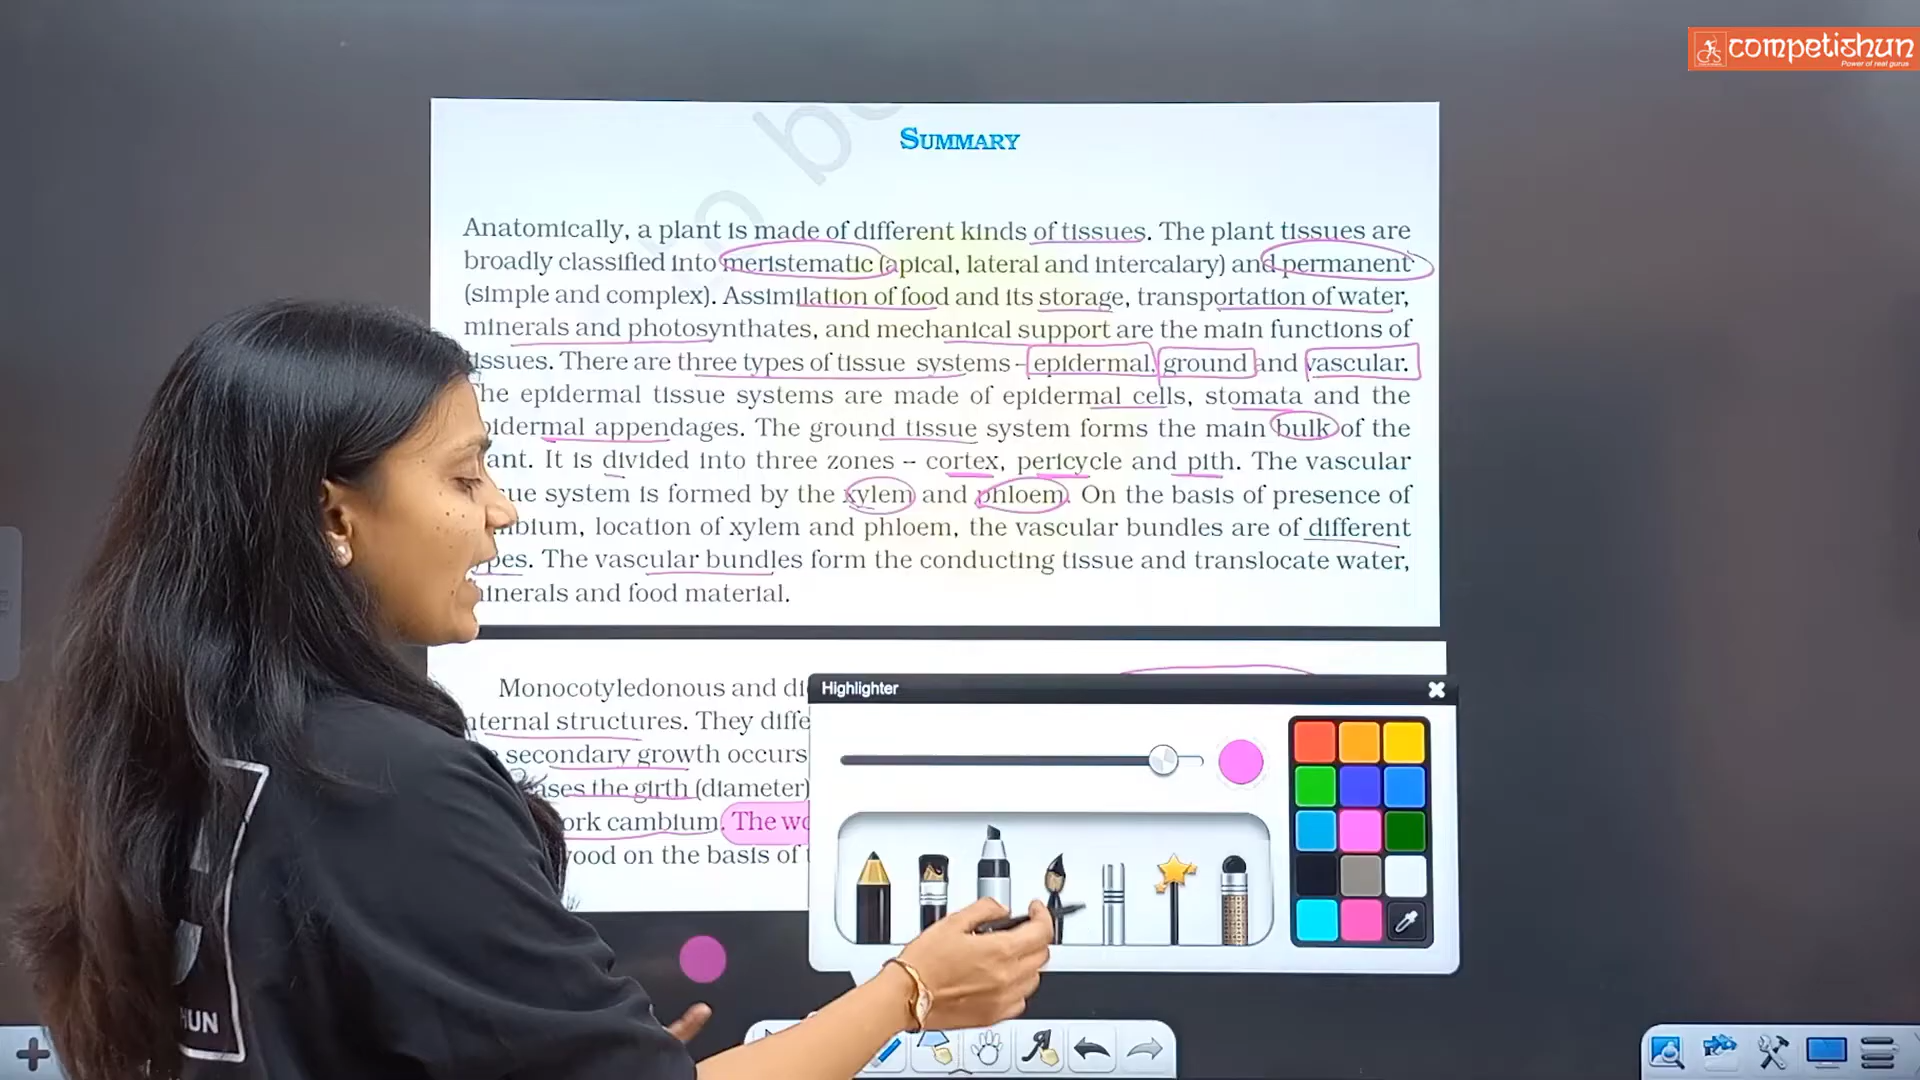 competishun
Power of real gurus
SUMMARY
Anatomically, a plant is made of different kinds of tissues. The plant tissues are
broadly classified into meristematic (apical, lateral and intercalary) and permanent
(simple and complex). Assimilation of food and its storage, transportation of water,
minerals and photosynthates, and mechanical support are the main functions of
issues. There are three types of tissue systems – epidermal, ground and vascular.
he epidermal tissue systems are made of epidermal cells, stomata and the
pidermal appendages. The ground tissue system forms the main bulk of the
ant. It is divided into three zones – cortex, pericycle and pith. The vascular
ue system is formed by the xylem and phloem. On the basis of presence of
mbium, location of xylem and phloem, the vascular bundles are of different
ypes. The vascular bundles form the conducting tissue and translocate water,
inerals and food material.
Monocotyledonous and di
nternal structures. They diffe
secondary growth occurs
ases the girth (diameter)
ork cambium. The wo
wood on the basis of t
Highlighter
HUN